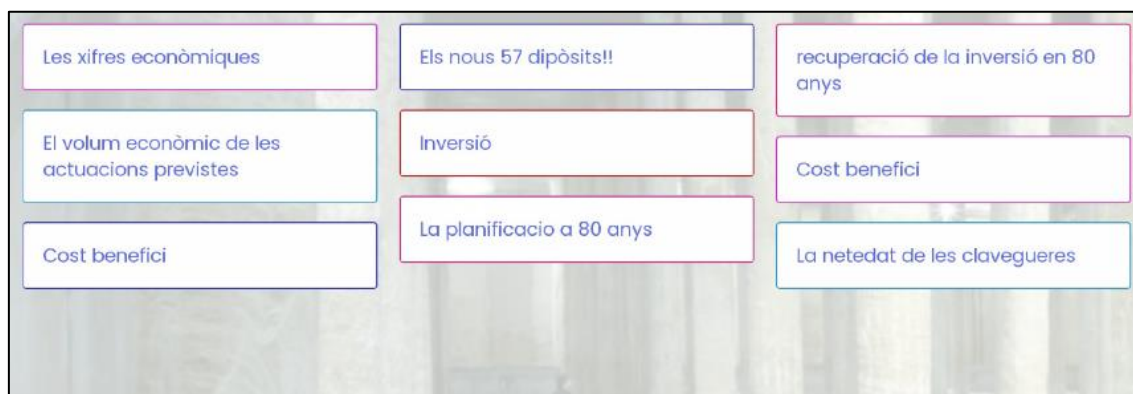 Les xifres econòmiques
El volum econòmic de les
actuacions previstes
Cost benefici
Els nous 57 dipòsits!!
Inversió
La planificacio a 80 anys
recuperació de la inversió en 80
anys
Cost benefici
La netedat de les clavegueres